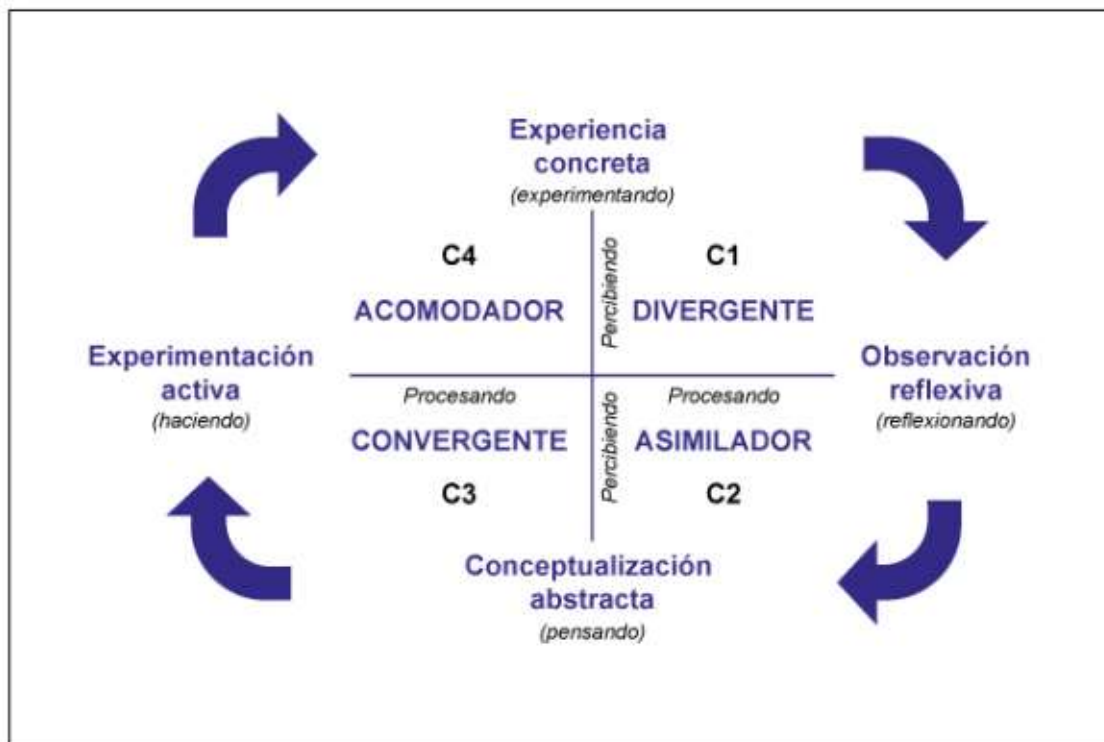 Experiencia
concreta
(experimentando)
C4
C1
Percibiendo
ACOMODADOR
DIVERGENTE
Experimentación
activa
(haciendo)
Observación
reflexiva
(reflexionando)
Procesando
Procesando
CONVERGENTE
Percibiendo
ASIMILADOR
C3
C2
Conceptualización
abstracta
(pensando)